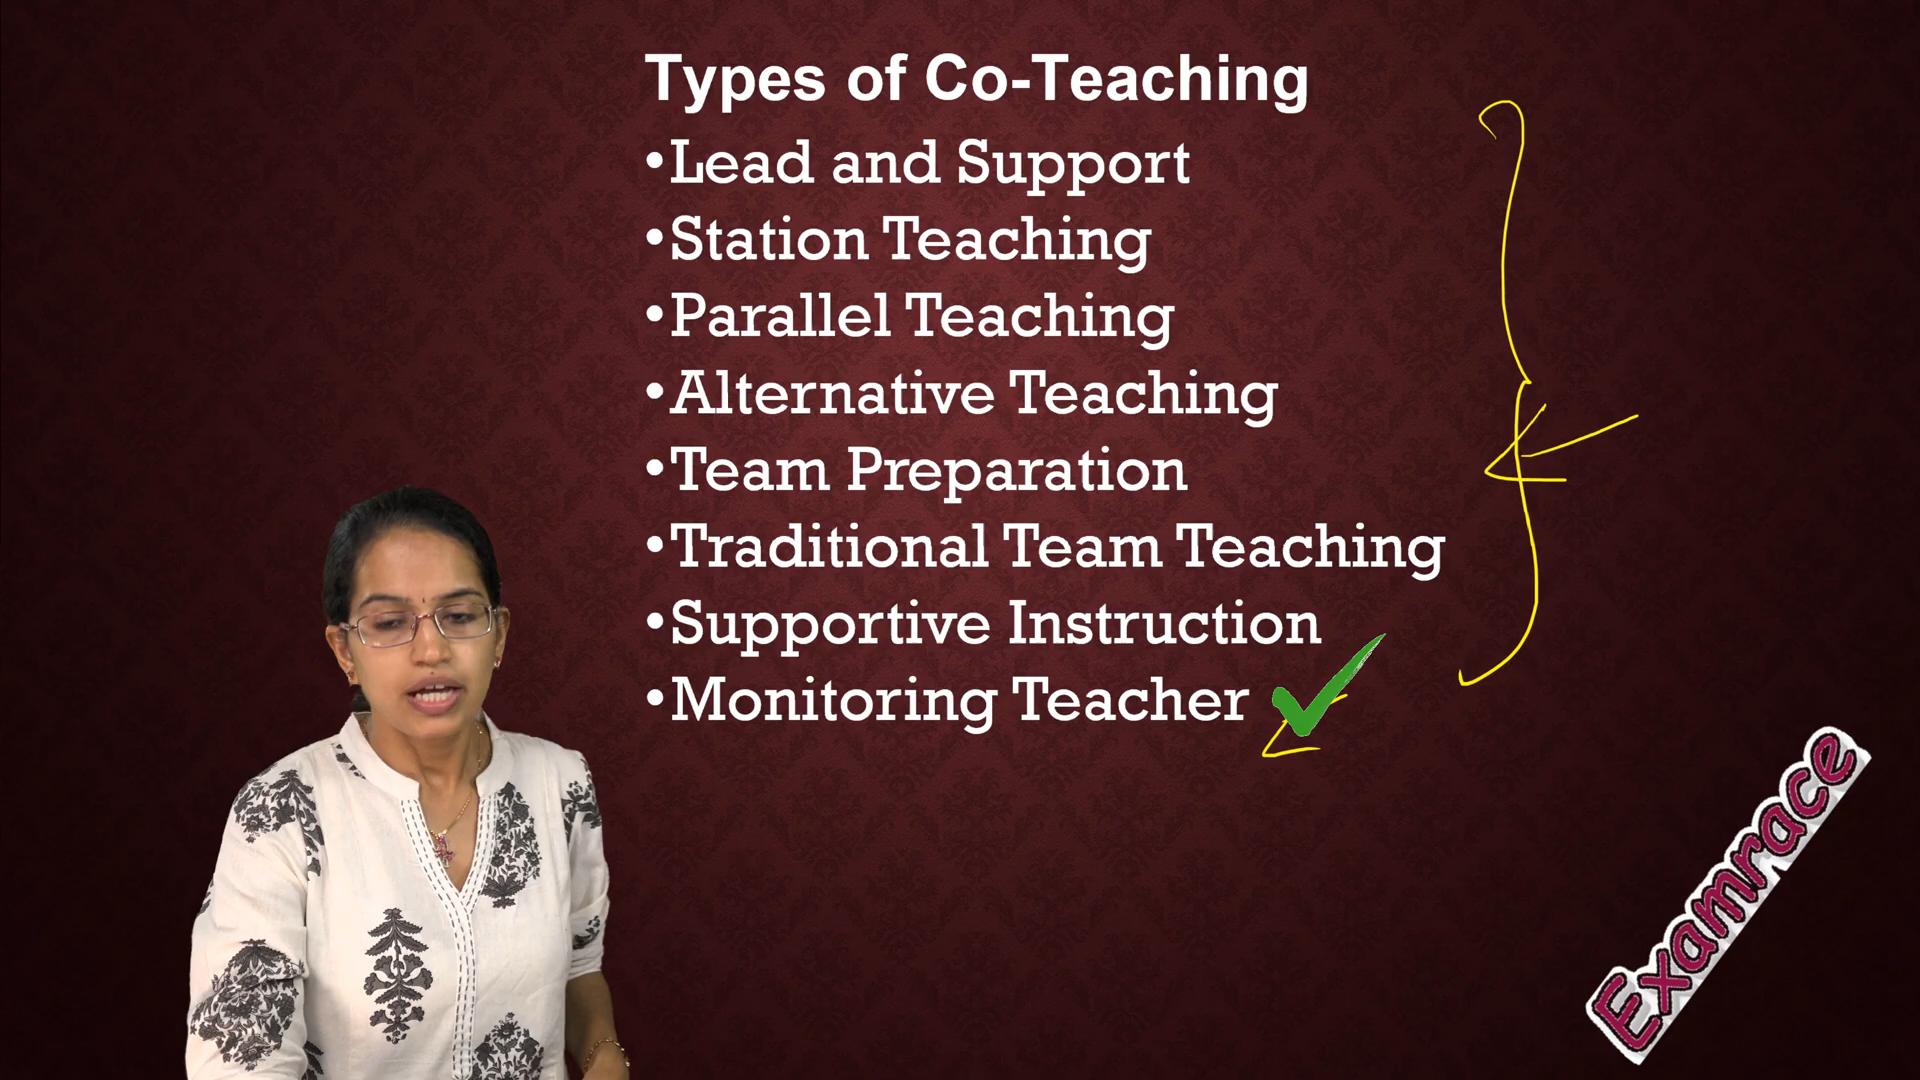 Types of Co-Teaching
•Lead and Support
•Station Teaching
•Parallel Teaching
•Alternative Teaching
•Team Preparation
•Traditional Team Teaching
•Supportive Instruction
•Monitoring Teacher
Examrace